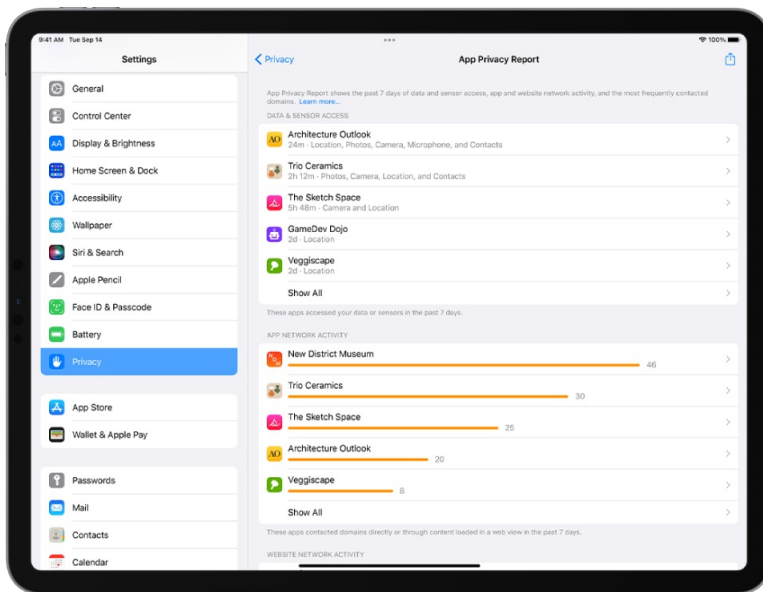 9:41 AM Tue Sep 14
100%
Settings
Privacy
App Privacy Report
General
Control Center
AA
Display & Brightness
Home Screen & Dock
Accessibility
Wallpaper
Siri & Search
Apple Pencil
Face ID & Passcode
Battery
Privacy
App Store
Wallet & Apple Pay
Passwords
Mail
Contacts
Calendar
App Privacy Report shows the past 7 days of data and sensor access, app and website network activity, and the most frequently contacted
domains. Learn more...
DATA & SENSOR ACCESS
AO
Architecture Outlook
24m · Location, Photos, Camera, Microphone, and Contacts
Trio Ceramics
2h 12m · Photos, Camera, Location, and Contacts
The Sketch Space
5h 48m · Camera and Location
GameDev Dojo
2d · Location
Veggiscape
2d · Location
Show All
These apps accessed your data or sensors in the past 7 days.
APP NETWORK ACTIVITY
New District Museum
46
Trio Ceramics
30
The Sketch Space
25
AO
Architecture Outlook
20
Veggiscape
8
Show All
These apps contacted domains directly or through content loaded in a web view in the past 7 days.
WEBSITE NETWORK ACTIVITY